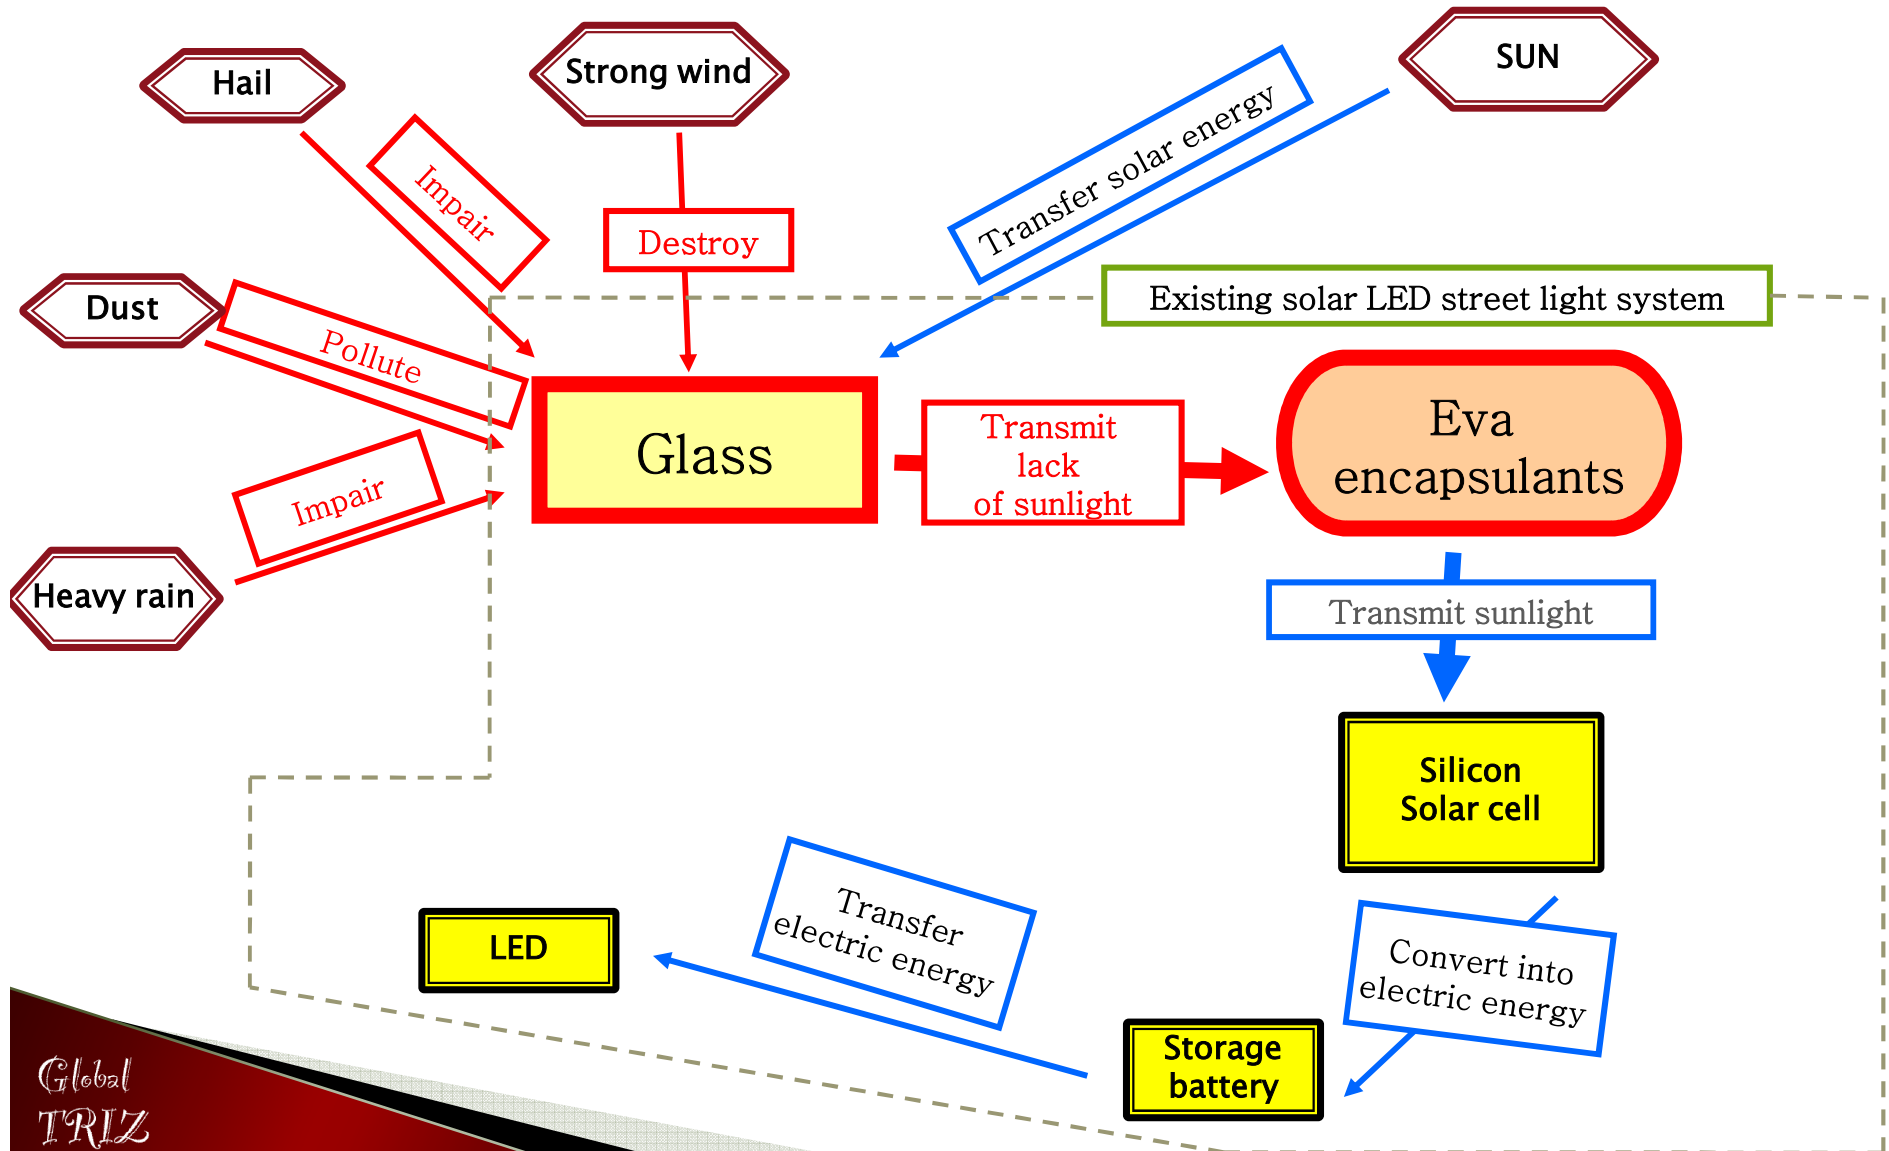 Hail
Strong wind
SUN
Impair
Destroy
Transfer solar energy
Dust
Pollute
Existing solar LED street light system
Glass
Transmit
lack
of sunlight
Eva
encapsulants
Impair
Heavy rain
Transmit sunlight
Silicon
Solar cell
Transfer
electric energy
LED
Convert into
electric energy
Storage
battery
Global
TRIZ